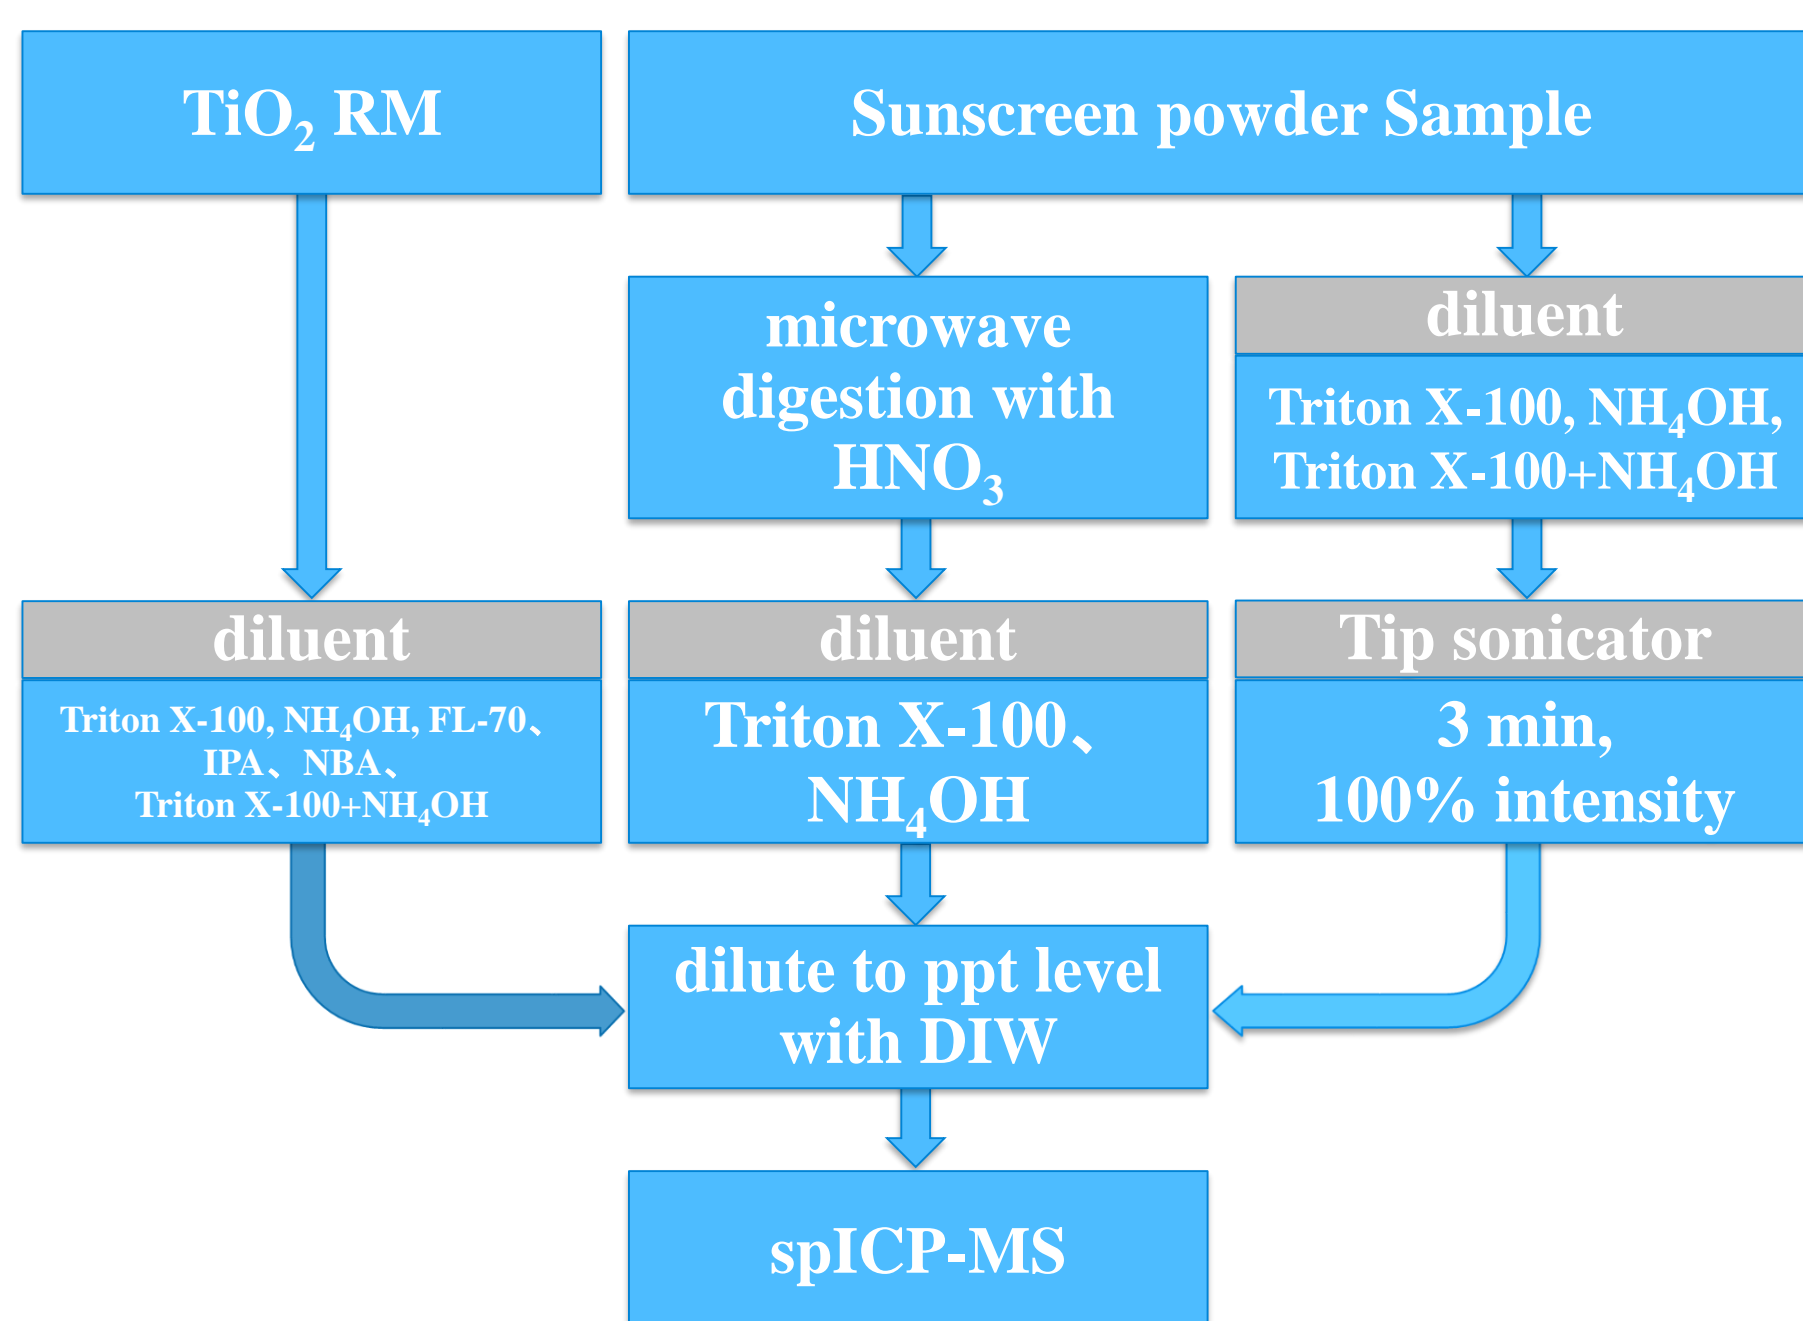 TiO₂ RM
Sunscreen powder Sample
microwave
digestion with
HNO₃
diluent
Triton X-100, NH₄OH,
Triton X-100+NH₄OH
diluent
Triton X-100, NH₄OH, FL-70、
IPA、NBA、
Triton X-100+NH₄OH
diluent
Triton X-100、
NH₄OH
Tip sonicator
3 min,
100% intensity
dilute to ppt level
with DIW
spICP-MS